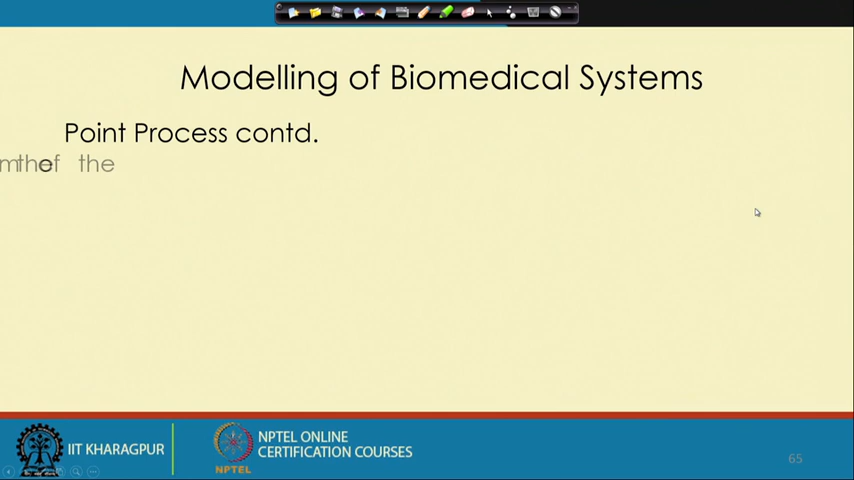 Modelling of Biomedical Systems
Point Process contd.
the
IIT KHARAGPUR
NPTEL
NPTEL ONLINE
CERTIFICATION COURSES
65